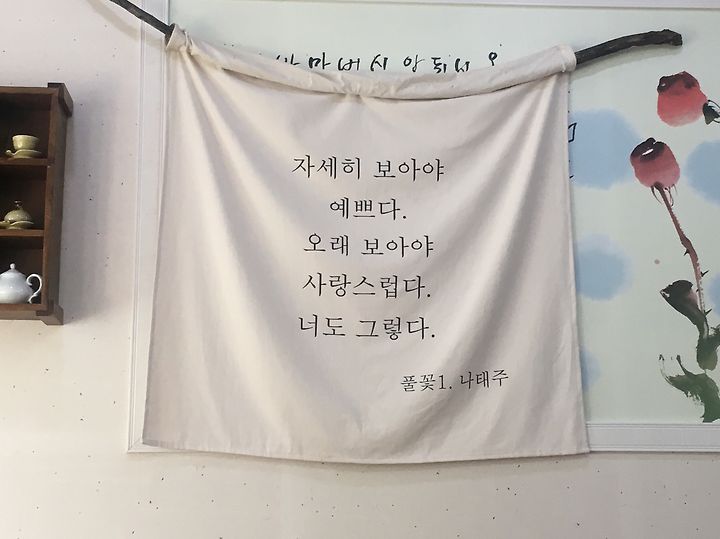 자세히 보아야
예쁘다.
오래 보아야
사랑스럽다.
너도 그렇다.
풀꽃1. 나태주